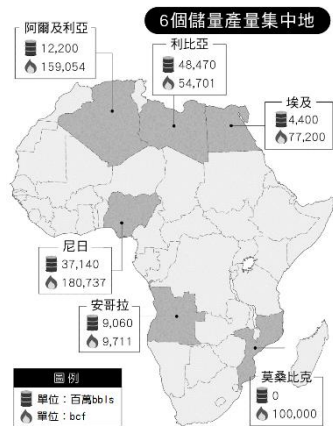 6個儲量產量集中地
阿爾及利亞
12,200
159,054
利比亞
48,470
54,701
埃及
4,400
77,200
尼日
37,140
180,737
安哥拉
9,060
9,711
莫桑比克
0
100,000
圖例
單位：百萬bbls
單位：bcf